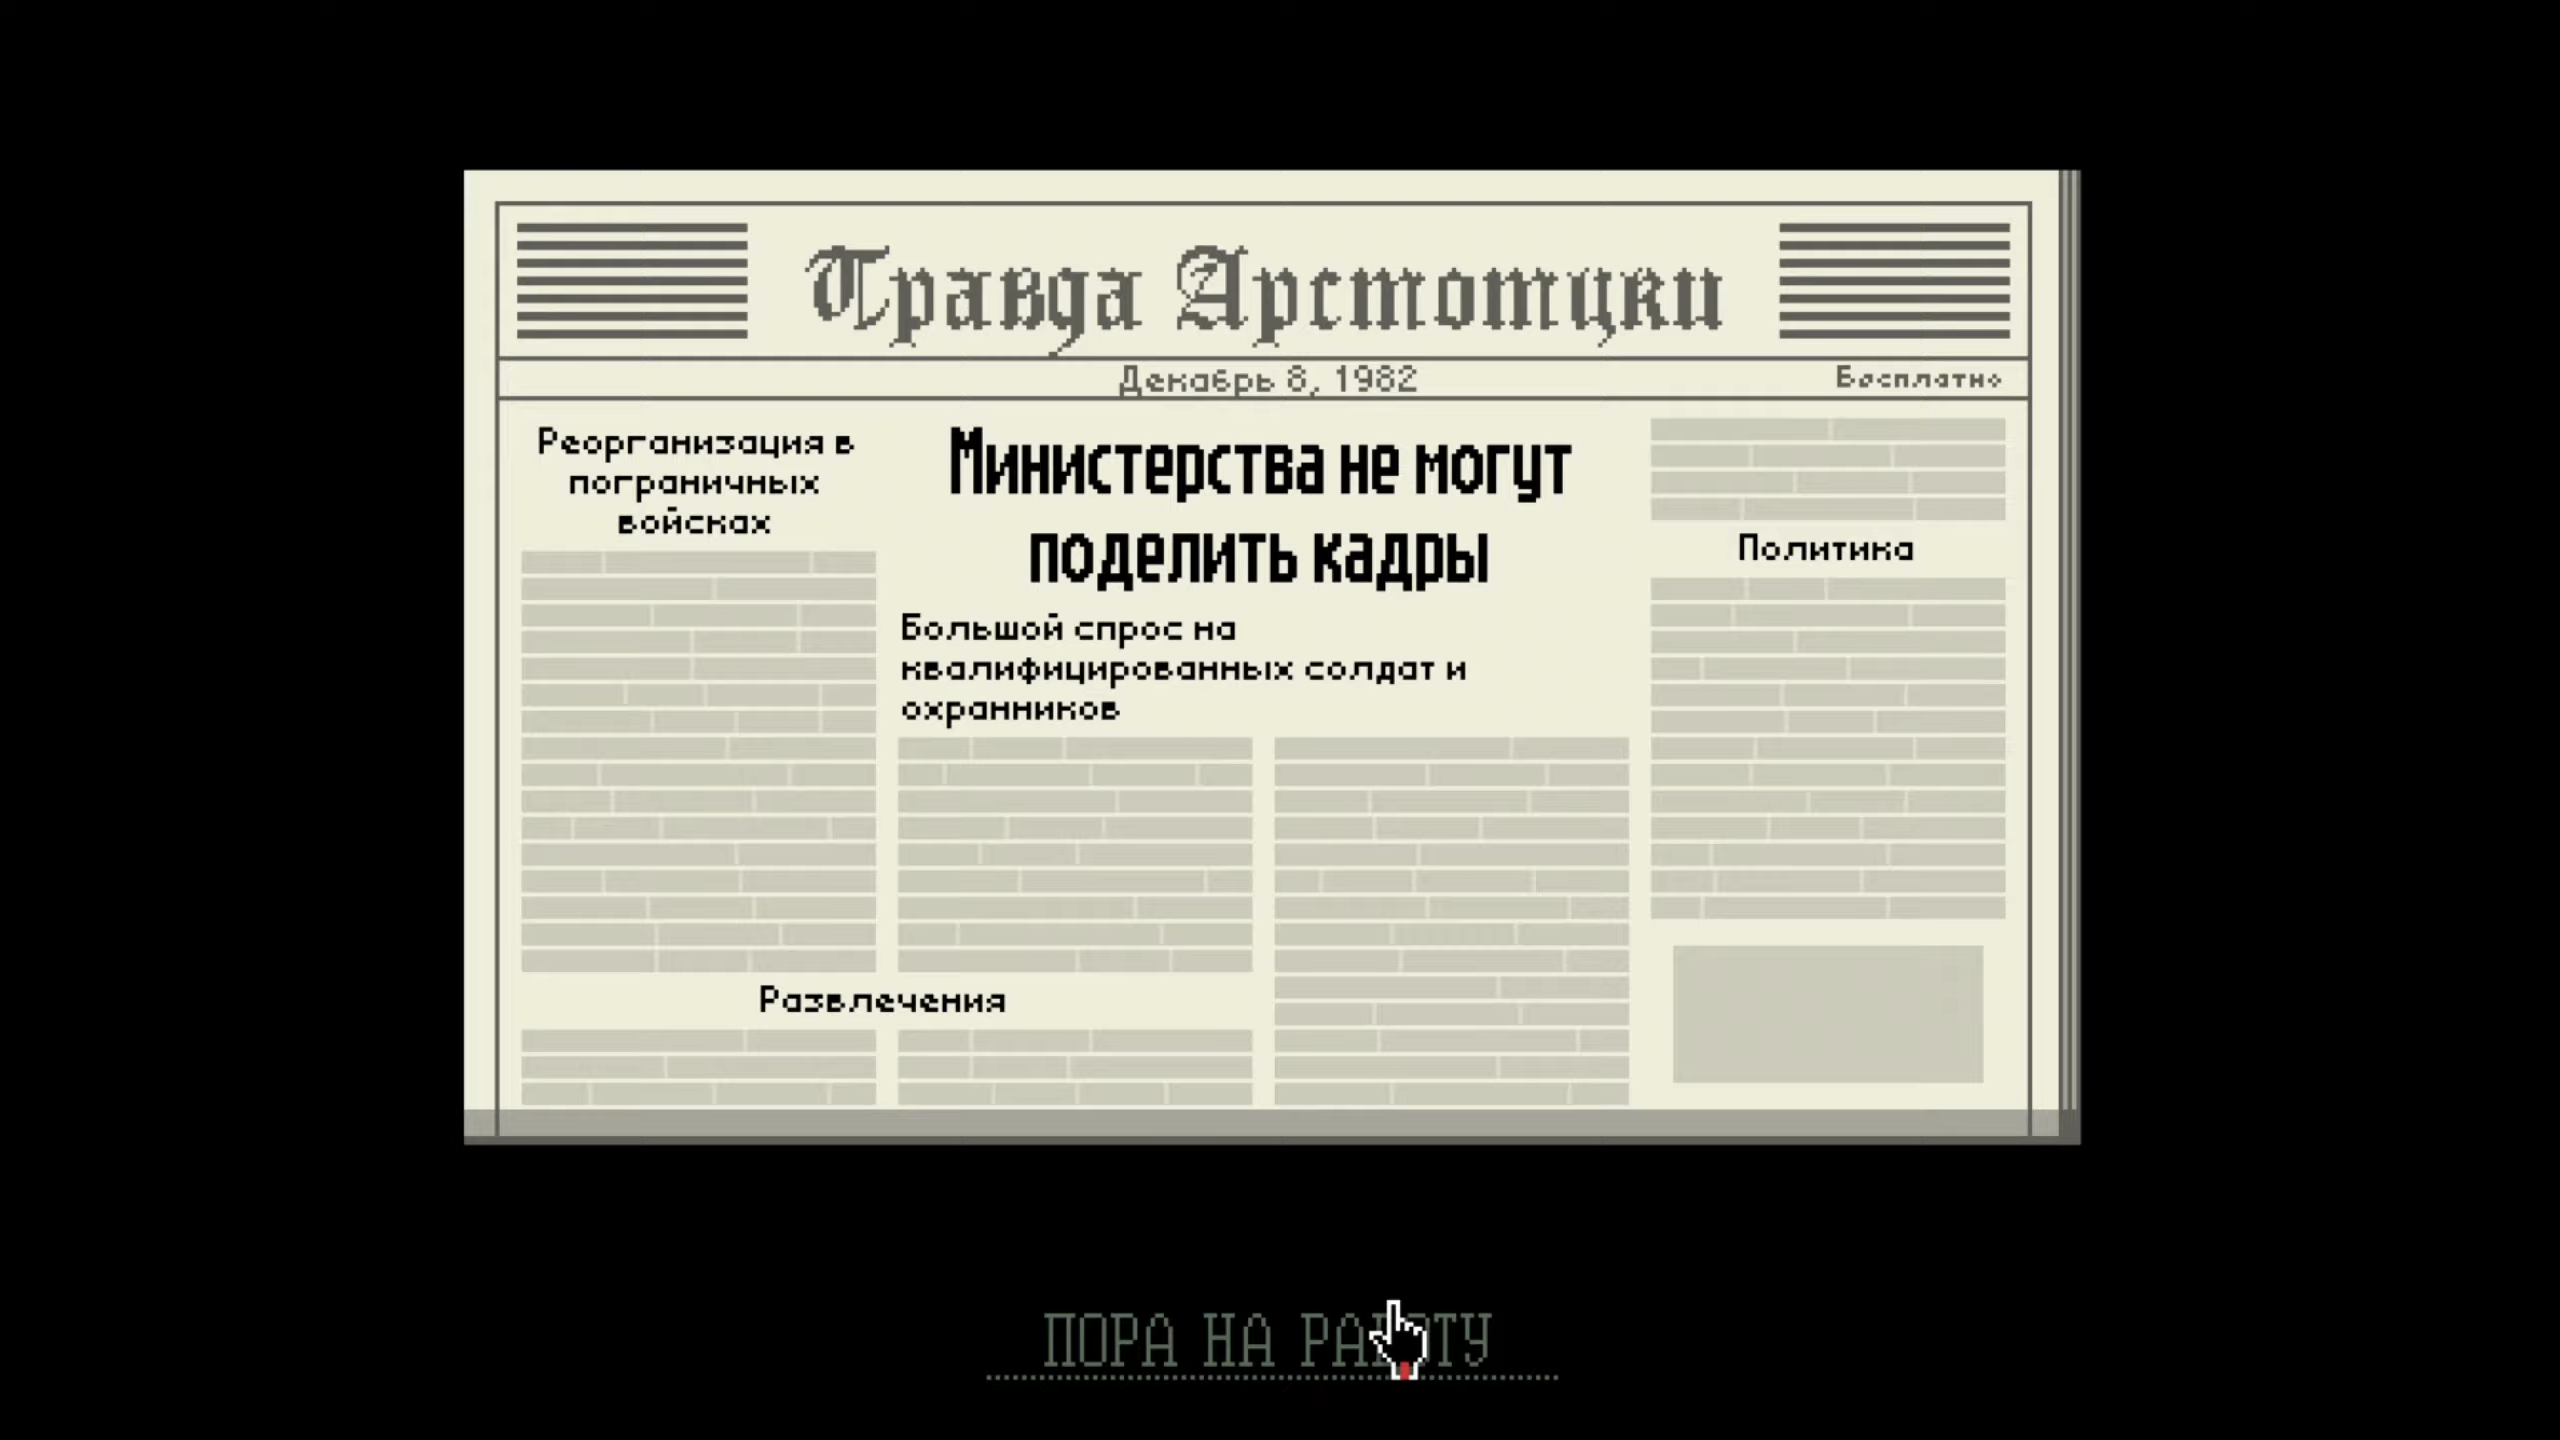 Правда Арстотцки
Декабрь 8, 1982
Бесплатно
Реорганизация в
пограничных
войсках
Министерства не могут
поделить кадры
Большой спрос на
квалифицированных солдат и
охранников
Политика
Развлечения
ПОРА НА РАБОТУ